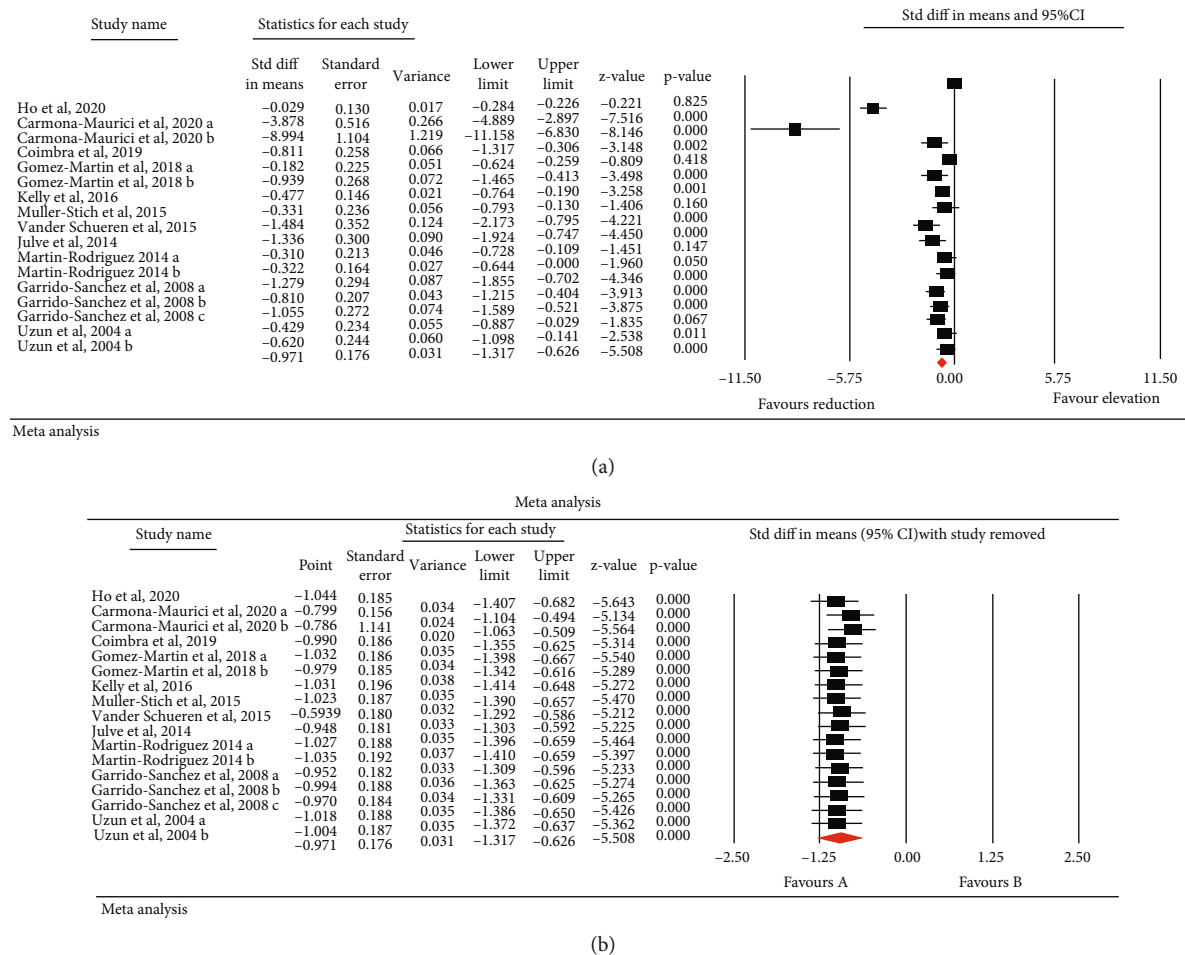 Study name Statistics for each study Std diff in means and 95%CI
Std diff in means Standard error Variance Lower limit Upper limit z-value p-value
Ho et al, 2020 −0.029 0.130 0.017 −0.284 −0.226 −0.221 0.825
Carmona-Maurici et al, 2020 a −3.878 0.516 0.266 −4.889 −2.897 −7.516 0.000
Carmona-Maurici et al, 2020 b −8.994 1.104 1.219 −11.158 −6.830 −8.146 0.000
Coimbra et al, 2019 −0.811 0.258 0.066 −1.317 −0.306 −3.148 0.002
Gomez-Martin et al, 2018 a −0.182 0.225 0.051 −0.624 −0.259 −0.809 0.418
Gomez-Martin et al, 2018 b −0.939 0.268 0.072 −1.465 −0.413 −3.498 0.000
Kelly et al, 2016 −0.477 0.146 0.021 −0.764 −0.190 −3.258 0.001
Muller-Stich et al, 2015 −0.331 0.236 0.056 −0.793 −0.130 −1.406 0.160
Vander Schueren et al, 2015 −1.484 0.352 0.124 −2.173 −0.795 −4.221 0.000
Julve et al, 2014 −1.336 0.300 0.090 −1.924 −0.747 −4.450 0.000
Martin-Rodriguez 2014 a −0.310 0.213 0.046 −0.728 −0.109 −1.451 0.147
Martin-Rodriguez 2014 b −0.322 0.164 0.027 −0.644 −0.000 −1.960 0.050
Garrido-Sanchez et al, 2008 a −1.279 0.294 0.087 −1.855 −0.702 −4.346 0.000
Garrido-Sanchez et al, 2008 b −0.810 0.207 0.043 −1.215 −0.404 −3.913 0.000
Garrido-Sanchez et al, 2008 c −1.055 0.272 0.074 −1.589 −0.521 −3.875 0.000
Uzun et al, 2004 a −0.429 0.234 0.055 −0.887 −0.029 −1.835 0.067
Uzun et al, 2004 b −0.620 0.244 0.060 −1.098 −0.141 −2.538 0.011
−0.971 0.176 0.031 −1.317 −0.626 −5.508 0.000
−11.50 −5.75 0.00 5.75 11.50
Favours reduction Favour elevation
Meta analysis
(a)
Meta analysis
Study name Statistics for each study Std diff in means (95% CI)with study removed
Point Standard error Variance Lower limit Upper limit z-value p-value
Ho et al, 2020 −1.044 0.185 0.034 −1.407 −0.682 −5.643 0.000
Carmona-Maurici et al, 2020 a −0.799 0.156 0.024 −1.104 −0.494 −5.134 0.000
Carmona-Maurici et al, 2020 b −0.786 1.141 0.020 −1.063 −0.509 −5.564 0.000
Coimbra et al, 2019 −0.990 0.186 0.035 −1.355 −0.625 −5.314 0.000
Gomez-Martin et al, 2018 a −1.032 0.186 0.034 −1.398 −0.667 −5.540 0.000
Gomez-Martin et al, 2018 b −0.979 0.185 0.038 −1.342 −0.616 −5.289 0.000
Kelly et al, 2016 −1.031 0.196 0.035 −1.414 −0.648 −5.272 0.000
Muller-Stich et al, 2015 −1.023 0.187 0.032 −1.390 −0.657 −5.470 0.000
Vander Schueren et al, 2015 −0.5939 0.180 0.033 −1.292 −0.586 −5.212 0.000
Julve et al, 2014 −0.948 0.181 0.035 −1.303 −0.592 −5.225 0.000
Martin-Rodriguez 2014 a −1.027 0.188 0.037 −1.396 −0.659 −5.464 0.000
Martin-Rodriguez 2014 b −1.035 0.192 0.033 −1.410 −0.659 −5.397 0.000
Garrido-Sanchez et al, 2008 a −0.952 0.182 0.036 −1.309 −0.596 −5.233 0.000
Garrido-Sanchez et al, 2008 b −0.994 0.188 0.034 −1.363 −0.625 −5.274 0.000
Garrido-Sanchez et al, 2008 c −0.970 0.184 0.035 −1.331 −0.609 −5.265 0.000
Uzun et al, 2004 a −1.018 0.188 0.035 −1.386 −0.650 −5.426 0.000
Uzun et al, 2004 b −1.004 0.187 0.031 −1.372 −0.637 −5.362 0.000
−0.971 0.176 −1.317 −0.626 −5.508
−2.50 −1.25 0.00 1.25 2.50
Favours A Favours B
Meta analysis
(b)